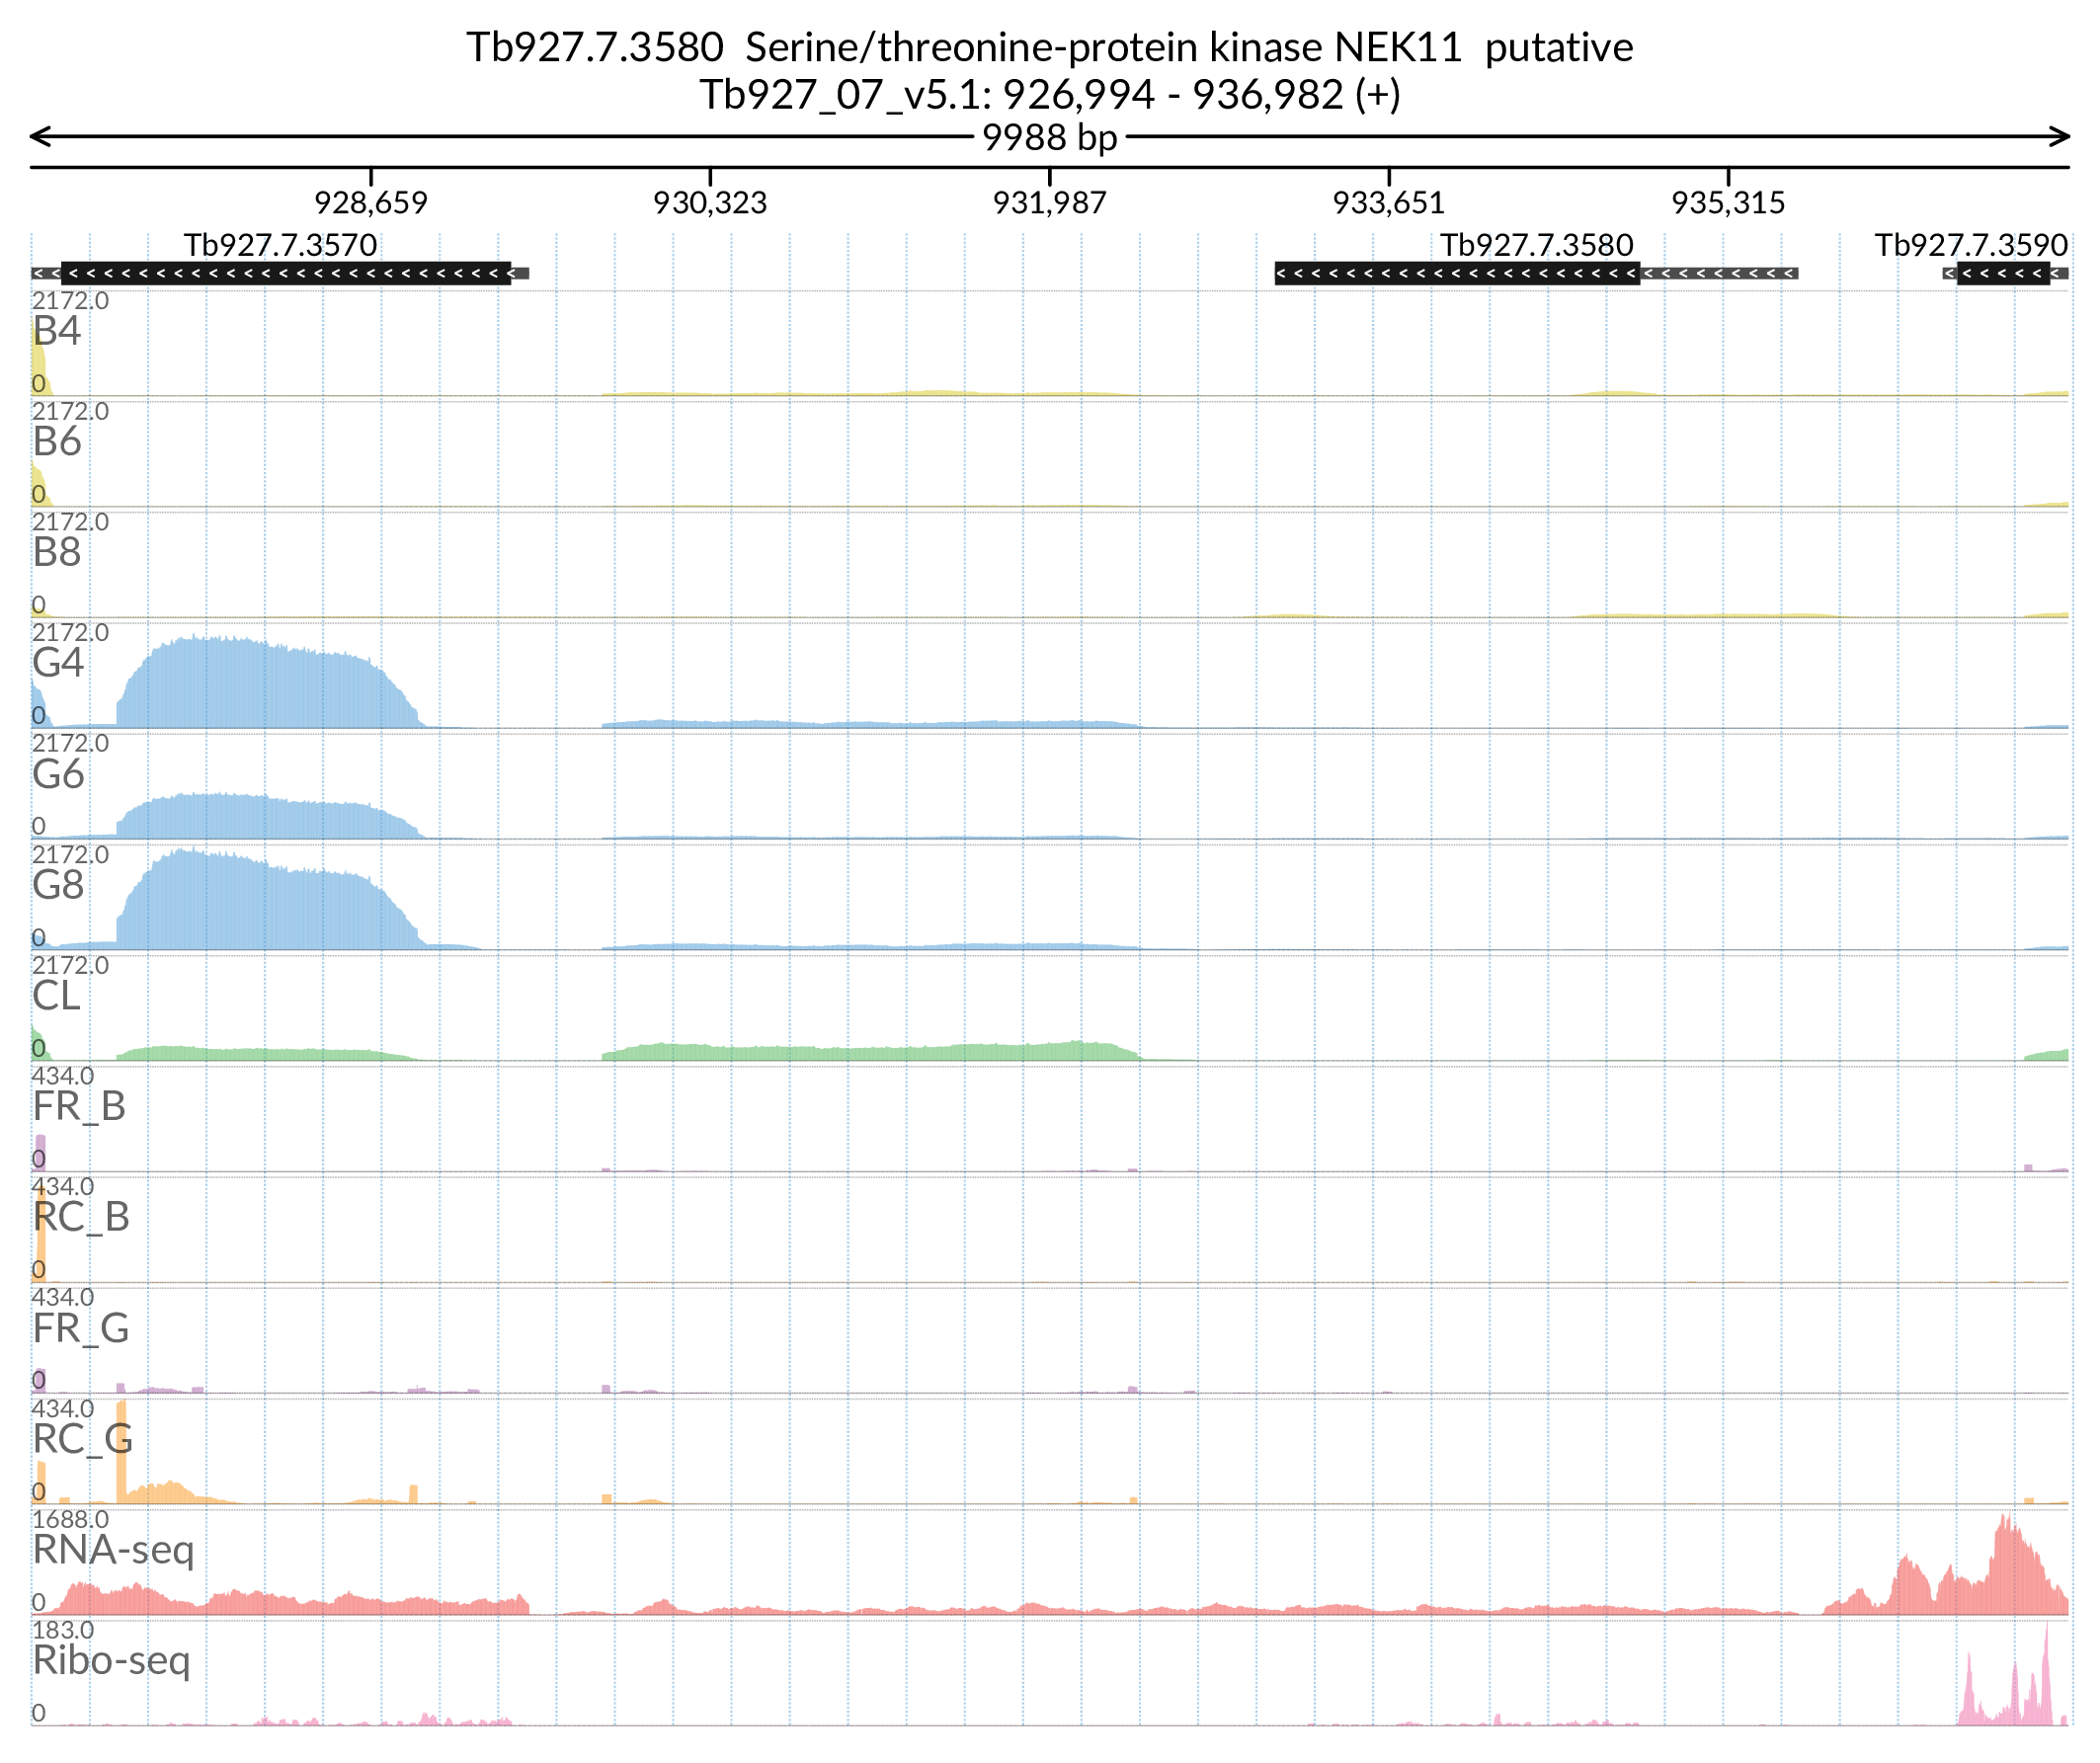 Tb927.7.3580  Serine/threonine-protein kinase NEK11  putative
Tb927_07_v5.1: 926,994 - 936,982 (+)
9988 bp
928,659 930,323 931,987 933,651 935,315
Tb927.7.3570 Tb927.7.3580 Tb927.7.3590
2172.0
B4
0
2172.0
B6
0
2172.0
B8
0
2172.0
G4
0
2172.0
G6
0
2172.0
G8
0
2172.0
CL
0
434.0
FR_B
0
434.0
RC_B
0
434.0
FR_G
0
434.0
RC_G
0
1688.0
RNA-seq
0
183.0
Ribo-seq
0